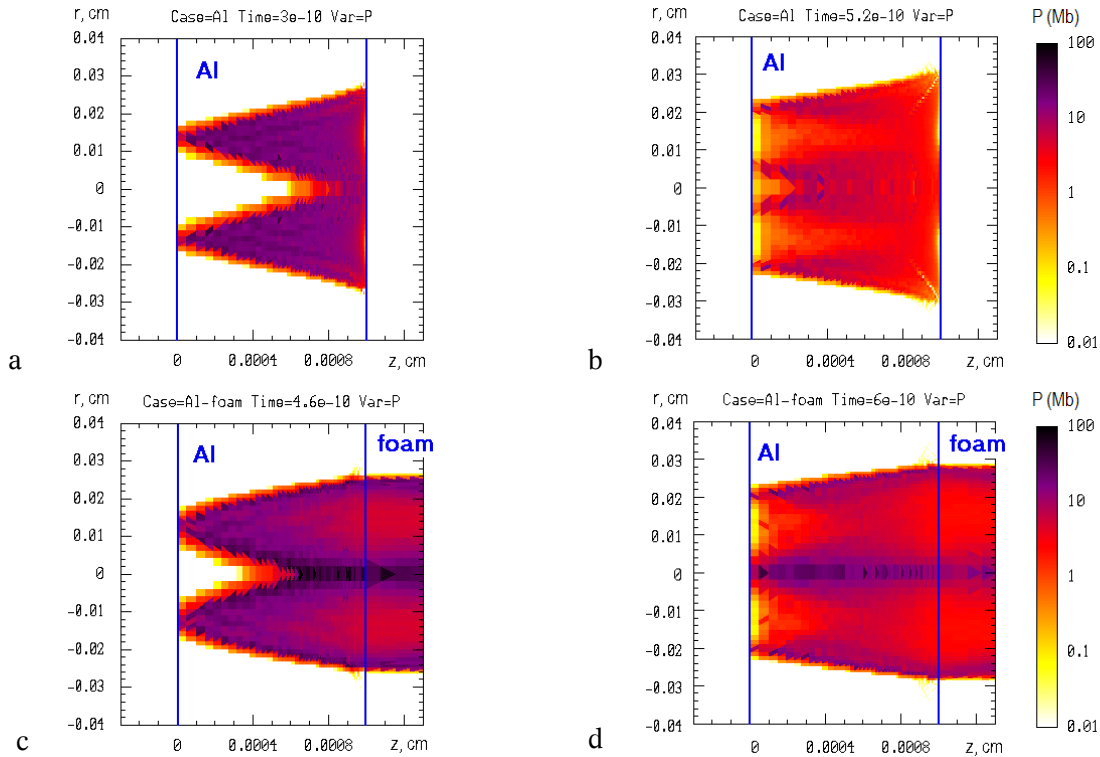 r, cm Case=Al Time=3e-10 Var=P
0.04
Al
0.03
0.02
0.01
0
-0.01
-0.02
-0.03
-0.04
0 0.0004 0.0008 z, cm
a
r, cm Case=Al Time=5.2e-10 Var=P
0.04
Al
0.03
0.02
0.01
0
-0.01
-0.02
-0.03
-0.04
0 0.0004 0.0008 z, cm
b
P (Mb)
100
10
1
0.1
0.01
r, cm Case=Al-foam Time=4.6e-10 Var=P
0.04
Al foam
0.03
0.02
0.01
0
-0.01
-0.02
-0.03
-0.04
0 0.0004 0.0008 z, cm
c
r, cm Case=Al-foam Time=6e-10 Var=P
0.04
Al foam
0.03
0.02
0.01
0
-0.01
-0.02
-0.03
-0.04
0 0.0004 0.0008 z, cm
d
P (Mb)
100
10
1
0.1
0.01